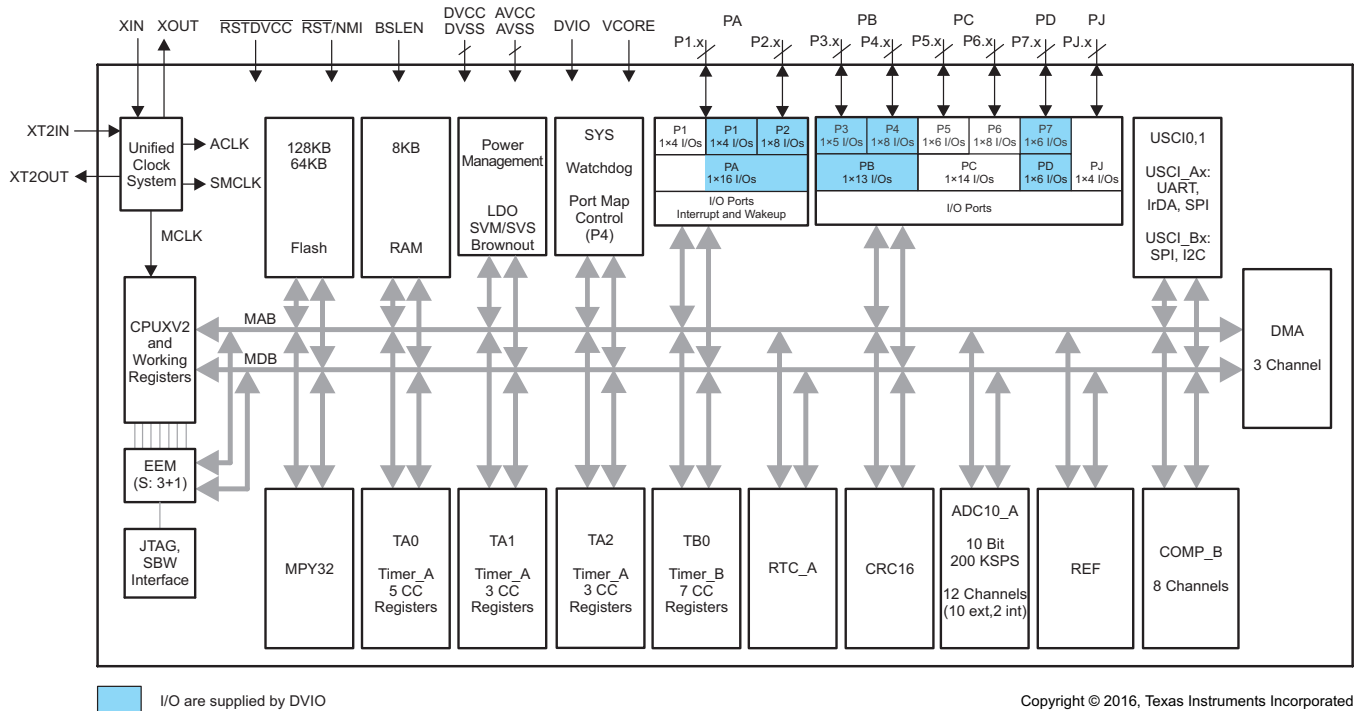 XIN
XOUT
RSTDVCC
RST/NMI
BSLEN
DVCC
DVSS
AVCC
AVSS
DVIO
VCORE
PA
P1.x
P2.x
PB
P3.x
P4.x
PC
P5.x
P6.x
PD
P7.x
PJ
PJ.x
XT2IN
XT2OUT
Unified
Clock
System
ACLK
SMCLK
MCLK
128KB
64KB
Flash
8KB
RAM
Power
Management
LDO
SVM/SVS
Brownout
SYS
Watchdog
Port Map
Control
(P4)
P1
1×4 I/Os
P1
1×4 I/Os
P2
1×8 I/Os
PA
1×16 I/Os
I/O Ports
Interrupt and Wakeup
P3
1×5 I/Os
P4
1×8 I/Os
P5
1×6 I/Os
P6
1×8 I/Os
P7
1×6 I/Os
PB
1×13 I/Os
PC
1×14 I/Os
PD
1×6 I/Os
PJ
1×4 I/Os
I/O Ports
USCI0,1
USCI_Ax:
UART,
IrDA, SPI
USCI_Bx:
SPI, I2C
CPUXV2
and
Working
Registers
MAB
MDB
DMA
3 Channel
EEM
(S: 3+1)
JTAG,
SBW
Interface
MPY32
TA0
Timer_A
5 CC
Registers
TA1
Timer_A
3 CC
Registers
TA2
Timer_A
3 CC
Registers
TB0
Timer_B
7 CC
Registers
RTC_A
CRC16
ADC10_A
10 Bit
200 KSPS
12 Channels
(10 ext,2 int)
REF
COMP_B
8 Channels
I/O are supplied by DVIO
Copyright © 2016, Texas Instruments Incorporated